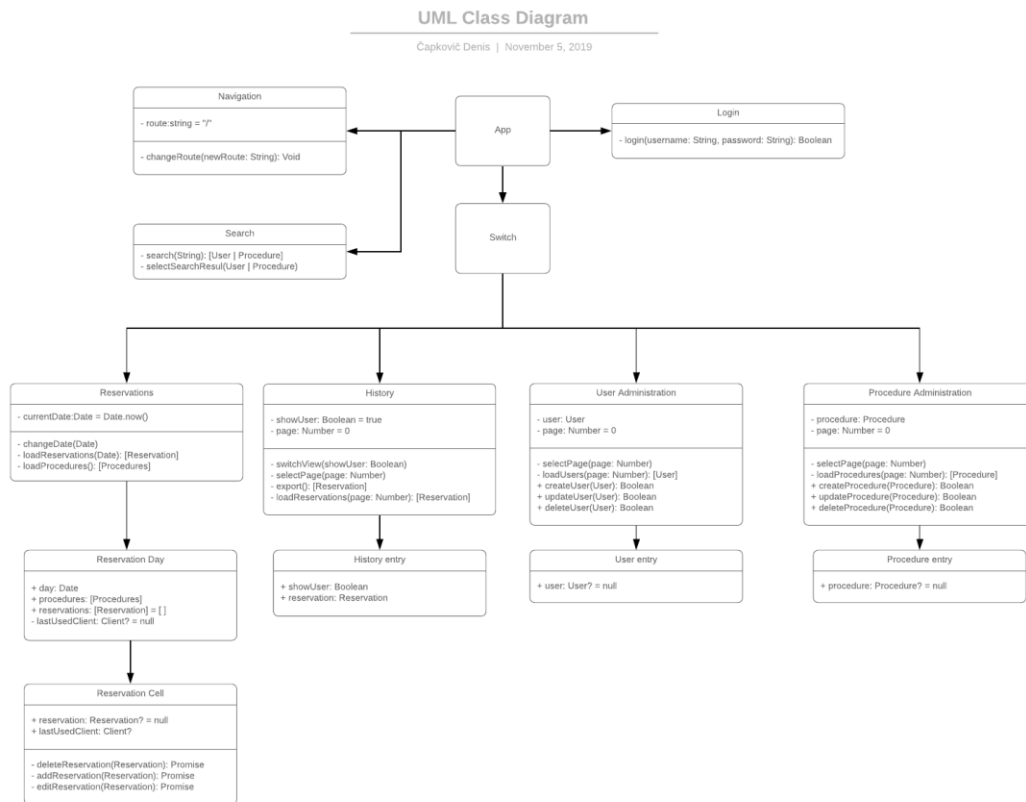 UML Class Diagram
Čapkovič Denis | November 5, 2019
Navigation
- route:string = "/"
- changeRoute(newRoute: String): Void
App
Login
- login(username: String, password: String): Boolean
Search
- search(String): [User | Procedure]
- selectSearchResul(User | Procedure)
Switch
Reservations
- currentDate:Date = Date.now()
- changeDate(Date)
- loadReservations(Date): [Reservation]
- loadProcedures(): [Procedures]
History
- showUser: Boolean = true
- page: Number = 0
- switchView(showUser: Boolean)
- selectPage(page: Number)
- export(): [Reservation]
- loadReservations(page: Number): [Reservation]
User Administration
- user: User
- page: Number = 0
- selectPage(page: Number)
- loadUsers(page: Number): [User]
+ createUser(User): Boolean
+ updateUser(User): Boolean
+ deleteUser(User): Boolean
Procedure Administration
- procedure: Procedure
- page: Number = 0
- selectPage(page: Number)
- loadProcedures(page: Number): [Procedure]
+ createProcedure(Procedure): Boolean
+ updateProcedure(Procedure): Boolean
+ deleteProcedure(Procedure): Boolean
Reservation Day
+ day: Date
+ procedures: [Procedures]
+ reservations: [Reservation] = [ ]
- lastUsedClient: Client? = null
History entry
+ showUser: Boolean
+ reservation: Reservation
User entry
+ user: User? = null
Procedure entry
+ procedure: Procedure? = null
Reservation Cell
+ reservation: Reservation? = null
+ lastUsedClient: Client?
- deleteReservation(Reservation): Promise
- addReservation(Reservation): Promise
- editReservation(Reservation): Promise